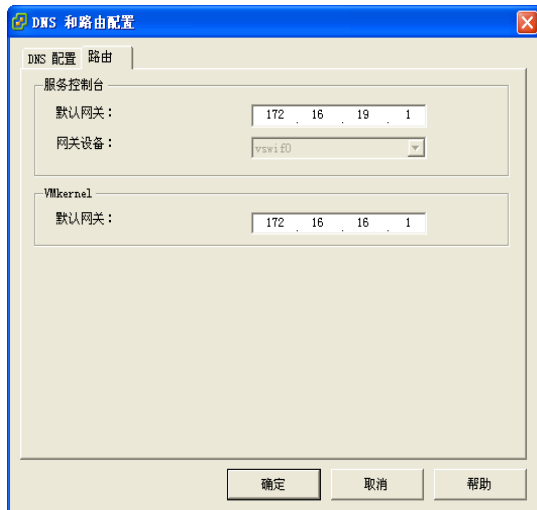 DNS 和路由配置
DNS 配置 路由
服务控制台
默认网关： 172 . 16 . 19 . 1
网关设备： vswif0
VMkernel
默认网关： 172 . 16 . 16 . 1
确定 取消 帮助